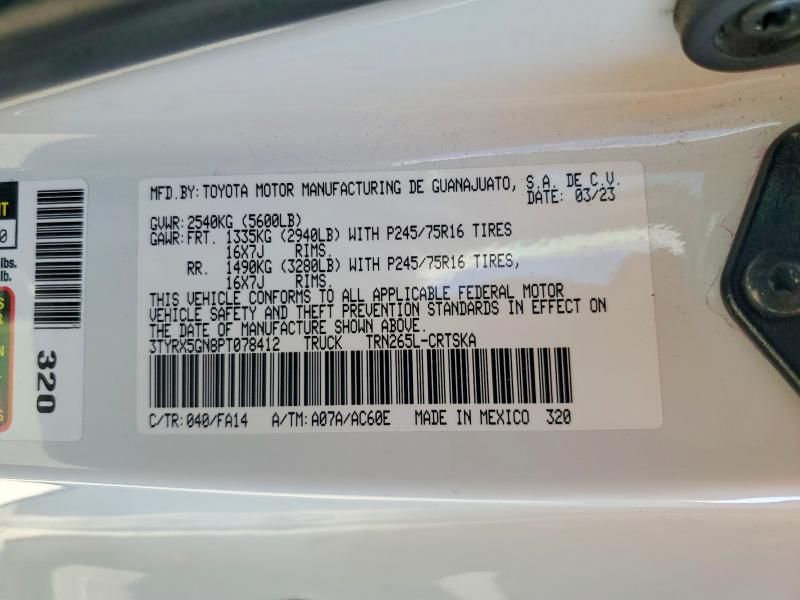 MFD.BY: TOYOTA MOTOR MANUFACTURING DE GUANAJUATO, S.A. DE C.V.
DATE: 03/23
GVWR: 2540KG (5600LB)
GAWR: FRT. 1335KG (2940LB) WITH P245/75R16 TIRES
16X7J RIMS.
RR. 1490KG (3280LB) WITH P245/75R16 TIRES,
16X7J RIMS.
THIS VEHICLE CONFORMS TO ALL APPLICABLE FEDERAL MOTOR
VEHICLE SAFETY AND THEFT PREVENTION STANDARDS IN EFFECT ON
THE DATE OF MANUFACTURE SHOWN ABOVE.
3TYRX5GN8PT078412 TRUCK TRN265L-CRTSKA
C/TR: 040/FA14 A/TM: A07A/AC60E MADE IN MEXICO 320
320
lbs.
lb.